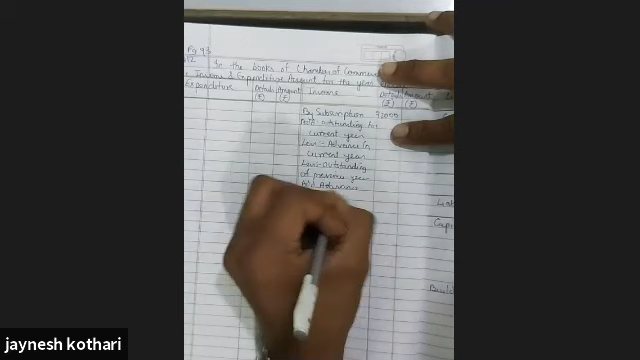 Pg 93
In the books of Chamber of Commerce
Income & Expenditure Account for the year
Expenditure Details Amount Income Details Amount
(₹) (₹) (₹) (₹)
By Subscription 92000
Add- outstanding for
current year
Less - Advance in
current year
Less- outstanding
of previous year
Add Advance
jaynesh kothari